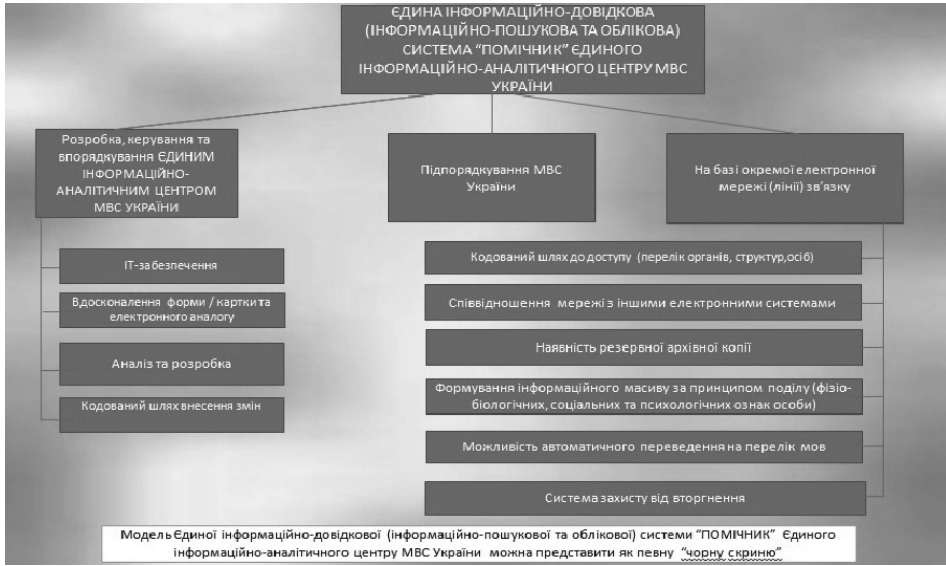 ЄДИНА ІНФОРМАЦІЙНО-ДОВІДКОВА
(ІНФОРМАЦІЙНО-ПОШУКОВА ТА ОБЛІКОВА)
СИСТЕМА “ПОМІЧНИК” ЄДИНОГО
ІНФОРМАЦІЙНО-АНАЛІТИЧНОГО ЦЕНТРУ МВС
УКРАЇНИ
Розробка, керування та
впорядкування ЄДИНИМ
ІНФОРМАЦІЙНО-
АНАЛІТИЧНИМ ЦЕНТРОМ
МВС УКРАЇНИ
ІТ-забезпечення
Вдосконалення форми / картки та
електронного аналогу
Аналіз та розробка
Кодований шлях внесення змін
Підпорядкування МВС
України
На базі окремої електронної
мережі (лінії) зв’язку
Кодований шлях до доступу (перелік органів, структур,осіб)
Співвідношення мережі з іншими електронними системами
Наявність резервної архівної копії
Формування інформаційного масиву за принципом поділу (фізіо-
біологічних, соціальних та психологічних ознак особи)
Можливість автоматичного переведення на перелік мов
Система захисту від вторгнення
Модель Єдиної інформаційно-довідкової (інформаційно-пошукової та облікової) системи “ПОМІЧНИК” Єдиного
інформаційно-аналітичного центру МВС України можна представити як певну “чорну скриню”